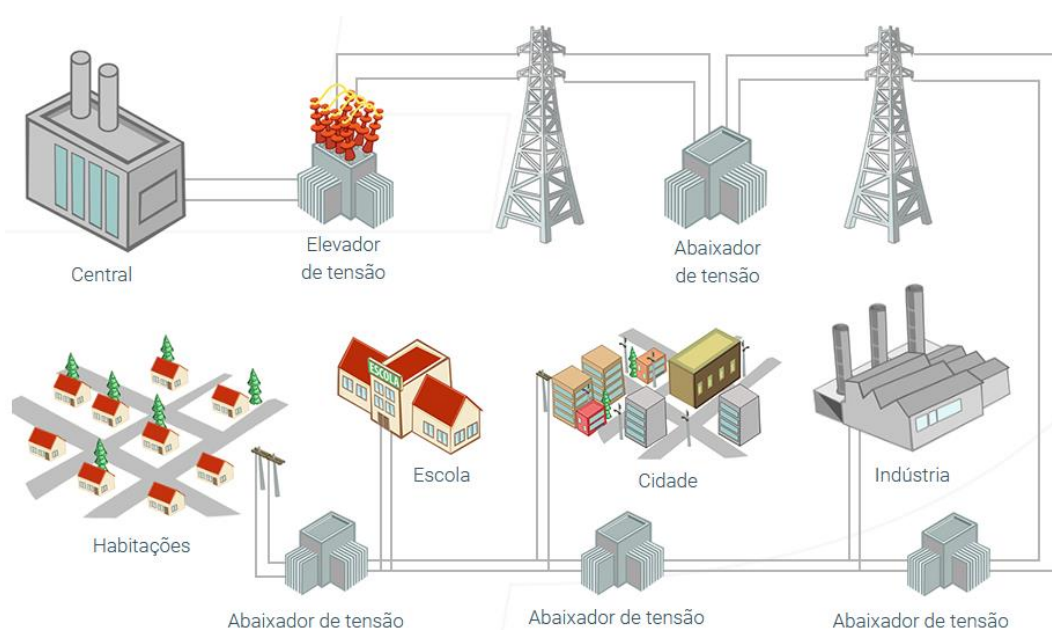 Central
Elevador
de tensão
Abaixador
de tensão
ESCOLA
Habitações
Escola
Cidade
Indústria
Abaixador de tensão
Abaixador de tensão
Abaixador de tensão